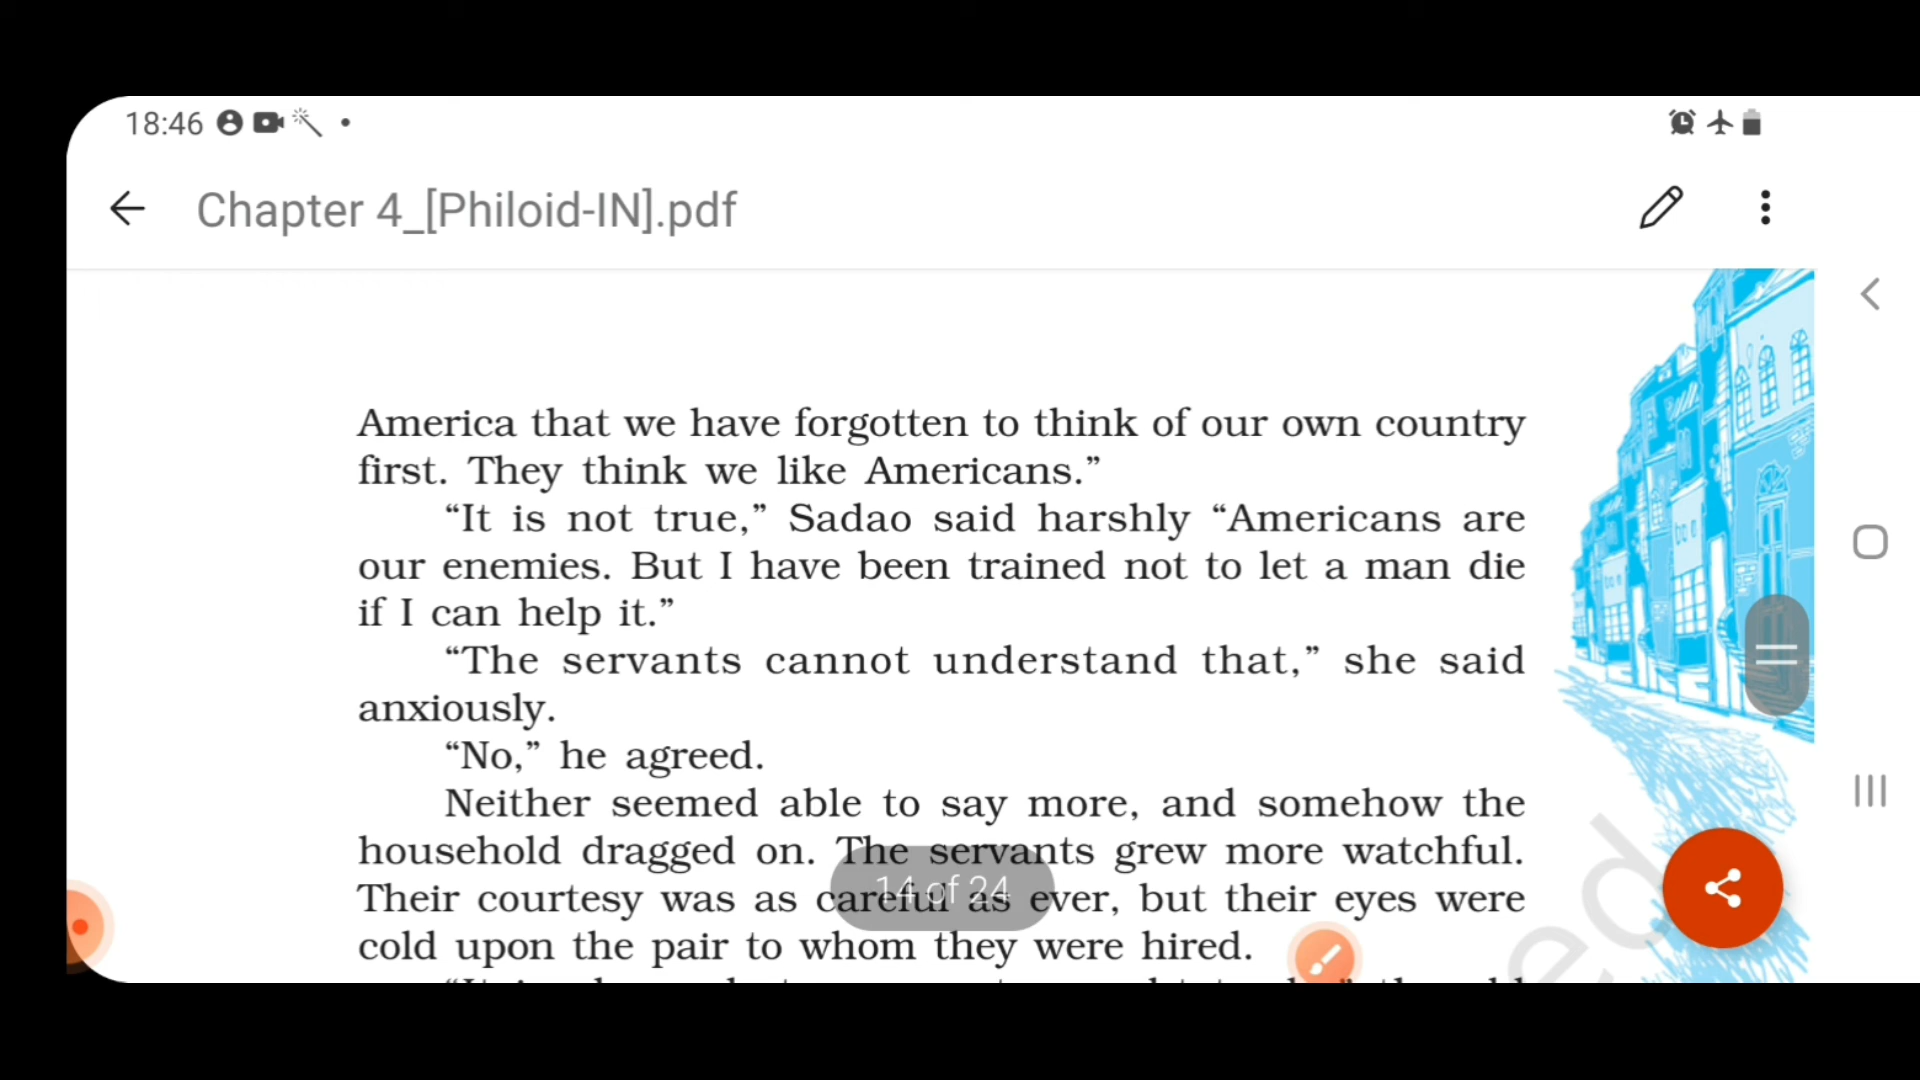 18:46
Chapter 4_[Philoid-IN].pdf
America that we have forgotten to think of our own country
first. They think we like Americans.”
“It is not true,” Sadao said harshly “Americans are
our enemies. But I have been trained not to let a man die
if I can help it.”
“The servants cannot understand that,” she said
anxiously.
“No,” he agreed.
Neither seemed able to say more, and somehow the
household dragged on. The servants grew more watchful.
Their courtesy was as careful as ever, but their eyes were
cold upon the pair to whom they were hired.
14 of 24
ed